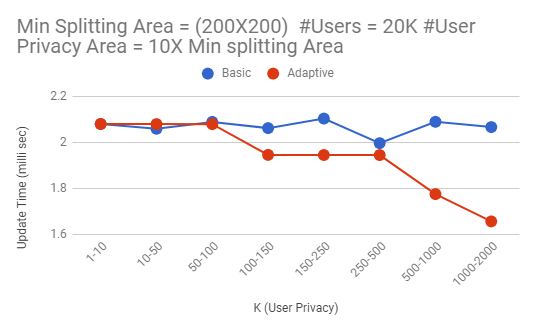 Min Splitting Area = (200X200)  #Users = 20K #User
Privacy Area = 10X Min splitting Area
Basic
Adaptive
2.2
2
1.8
1.6
Update Time (milli sec)
1-10
10-50
50-100
100-150
150-250
250-500
500-1000
1000-2000
K (User Privacy)